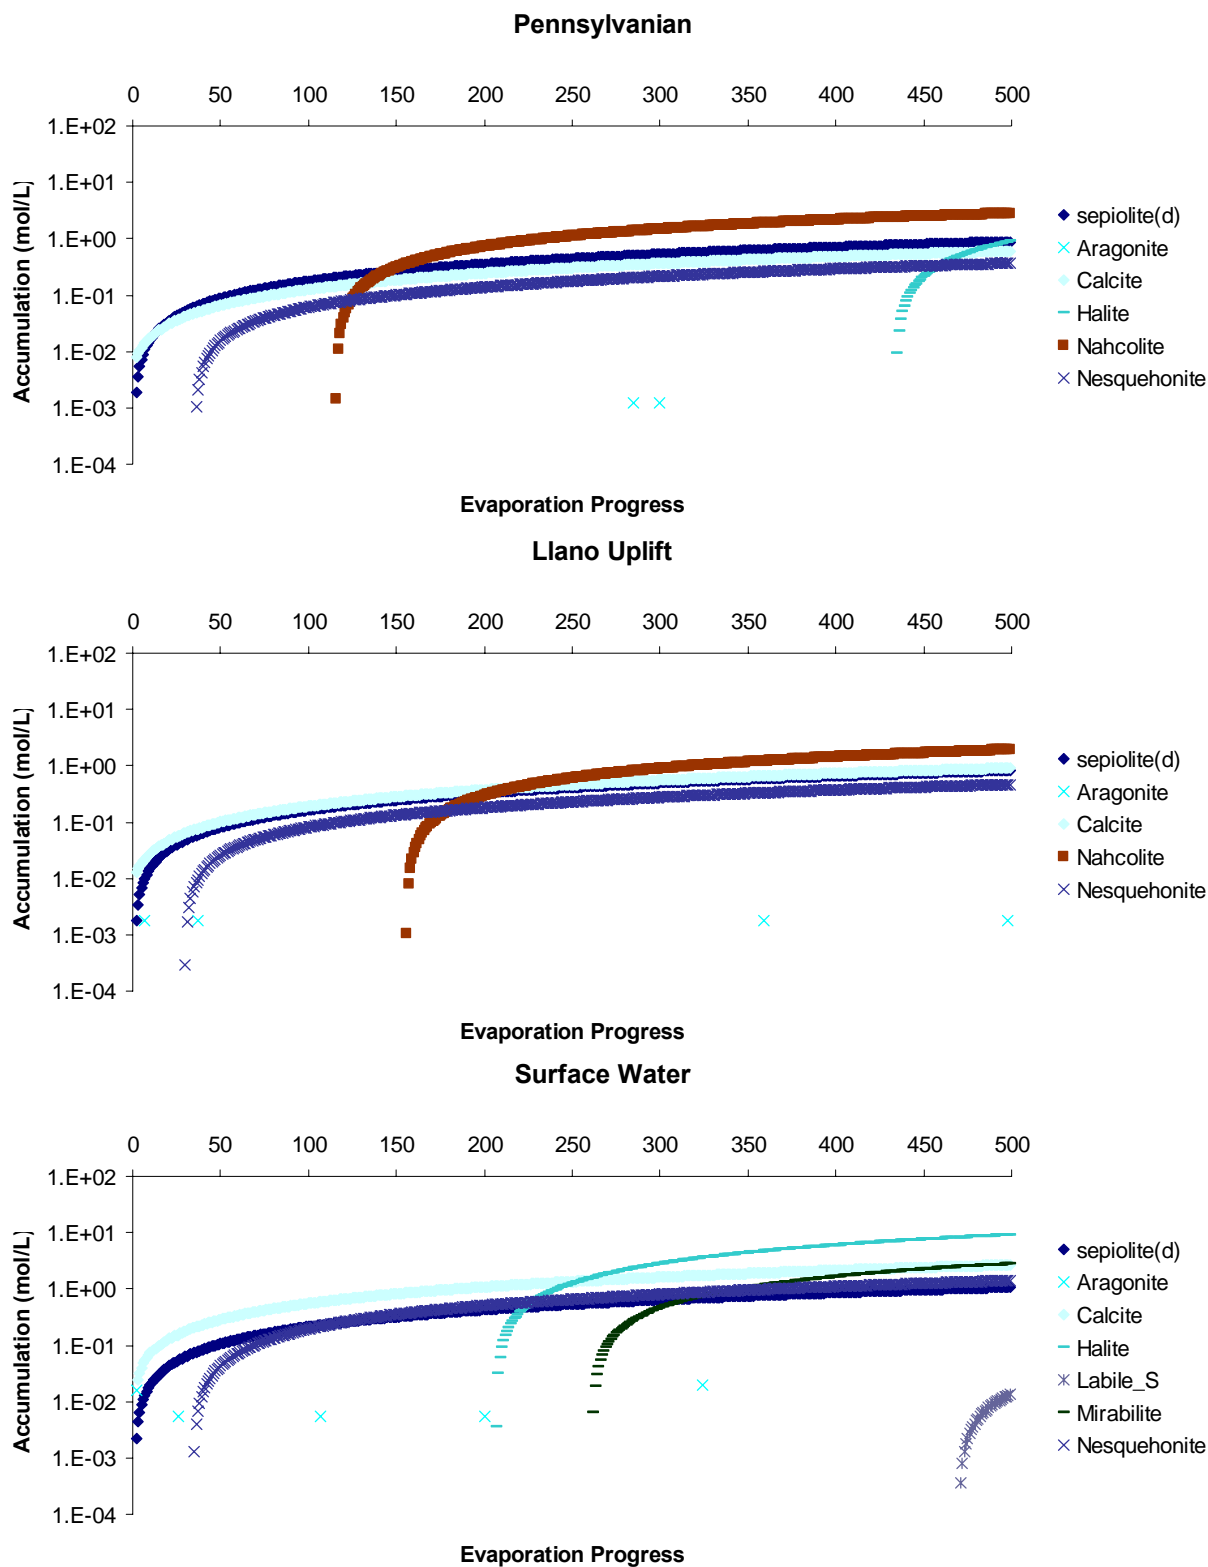 Pennsylvanian
0 50 100 150 200 250 300 350 400 450 500
1.E+02
1.E+01
1.E+00
1.E-01
1.E-02
1.E-03
1.E-04
Accumulation (mol/L)
Evaporation Progress
sepiolite(d)
Aragonite
Calcite
Halite
Nahcolite
Nesquehonite
Llano Uplift
0 50 100 150 200 250 300 350 400 450 500
1.E+02
1.E+01
1.E+00
1.E-01
1.E-02
1.E-03
1.E-04
Accumulation (mol/L)
Evaporation Progress
sepiolite(d)
Aragonite
Calcite
Nahcolite
Nesquehonite
Surface Water
0 50 100 150 200 250 300 350 400 450 500
1.E+02
1.E+01
1.E+00
1.E-01
1.E-02
1.E-03
1.E-04
Accumulation (mol/L)
Evaporation Progress
sepiolite(d)
Aragonite
Calcite
Halite
Labile_S
Mirabilite
Nesquehonite